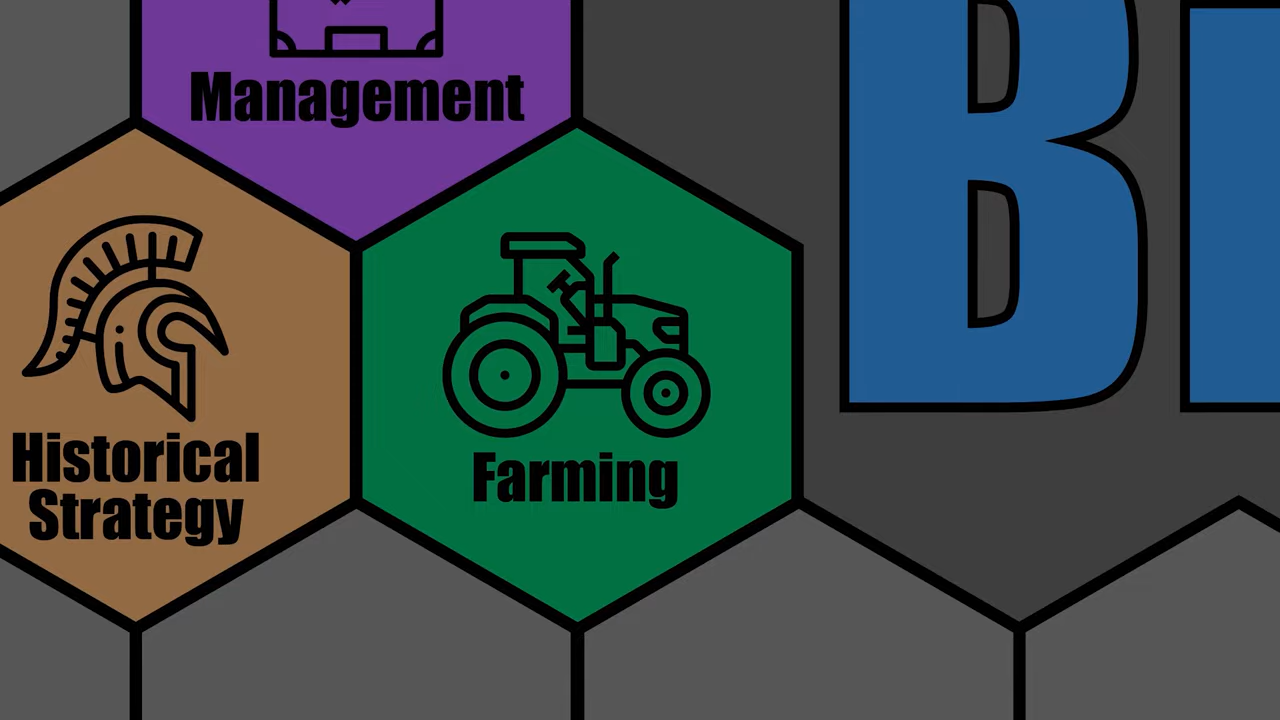 Management
B
Historical
Strategy
Farming